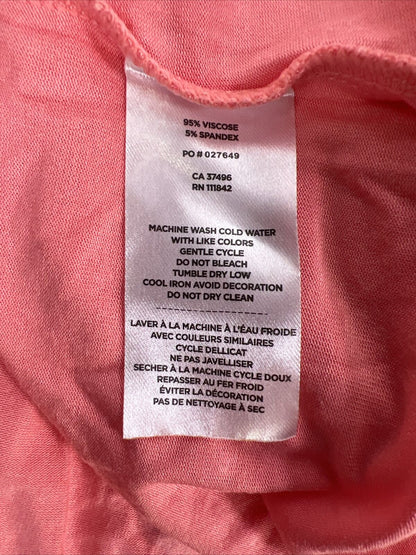 95% VISCOSE
5% SPANDEX
PO # 027649
CA 37496
RN 111842
MACHINE WASH COLD WATER
WITH LIKE COLORS
GENTLE CYCLE
DO NOT BLEACH
TUMBLE DRY LOW
COOL IRON AVOID DECORATION
DO NOT DRY CLEAN
LAVER À LA MACHINE À L'ÉAU FROIDE
AVEC COULEURS SIMILAIRES
CYCLE DELLICAT
NE PAS JAVELLISER
SECHER À LA MACHINE CYCLE DOUX
REPASSER AU FER FROID
ÉVITER LA DÉCORATION
PAS DE NETTOYAGE À SEC